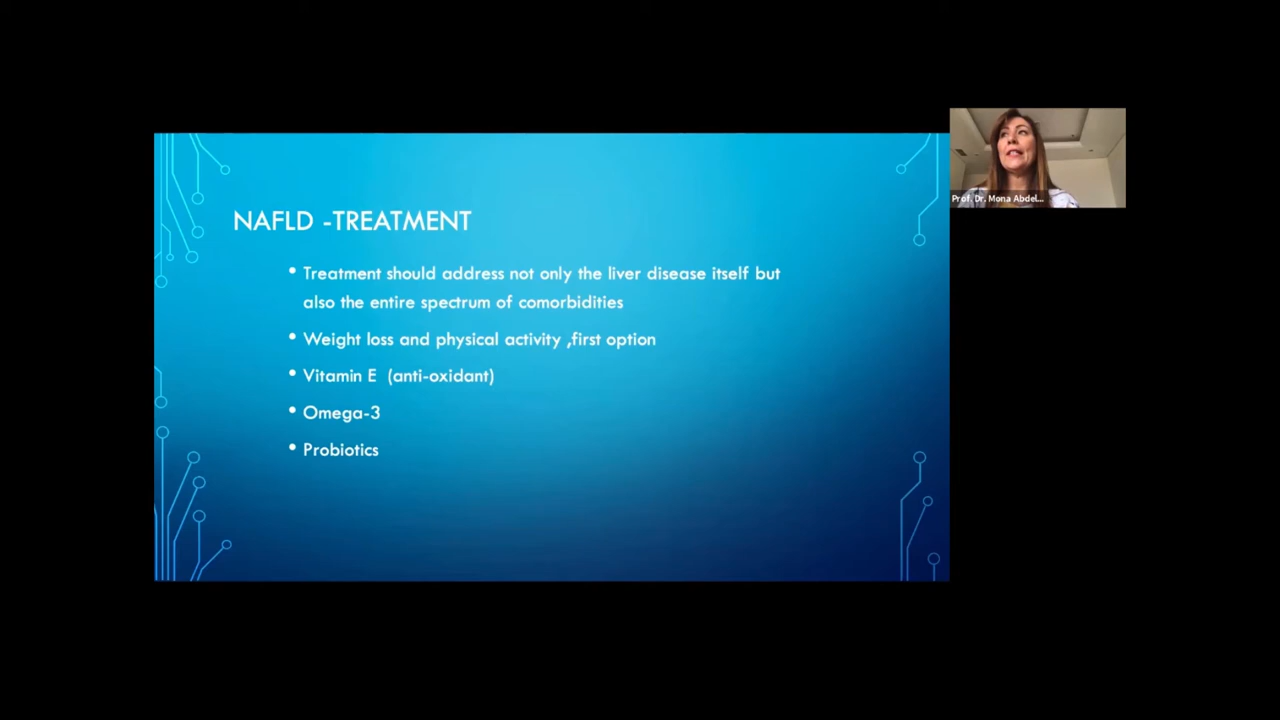 NAFLD -TREATMENT
• Treatment should address not only the liver disease itself but
also the entire spectrum of comorbidities
• Weight loss and physical activity ,first option
• Vitamin E  (anti-oxidant)
• Omega-3
• Probiotics
Prof. Dr. Mona Abdel...